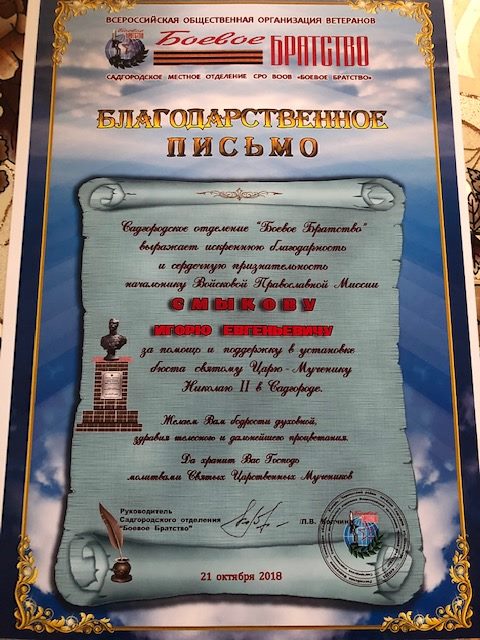 ВСЕРОССИЙСКАЯ ОБЩЕСТВЕННАЯ ОРГАНИЗАЦИЯ ВЕТЕРАНОВ
Боевое БРАТСТВО
САДГОРОДСКОЕ МЕСТНОЕ ОТДЕЛЕНИЕ СРО ВООВ «БОЕВОЕ БРАТСТВО»
БЛАГОДАРСТВЕННОЕ
ПИСЬМО
Садгородское отделение "Боевое Братство"
выражает искреннюю благодарность
и сердечную признательность
начальнику Войсковой Православной Миссии
СМЫКОВУ
ИГОРЮ ЕВГЕНЬЕВИЧУ
за помощь и поддержку в установке
бюста святому Царю-Мученику
Николаю II в Садгороде.
Желаем Вам бодрости духовной,
здравия телесного и дальнейшего процветания.
Да хранит Вас Господь
молитвами Святых Царственных Мучеников
Руководитель
Садгородского отделения
"Боевое Братство"
Л.В.
21 октября 2018